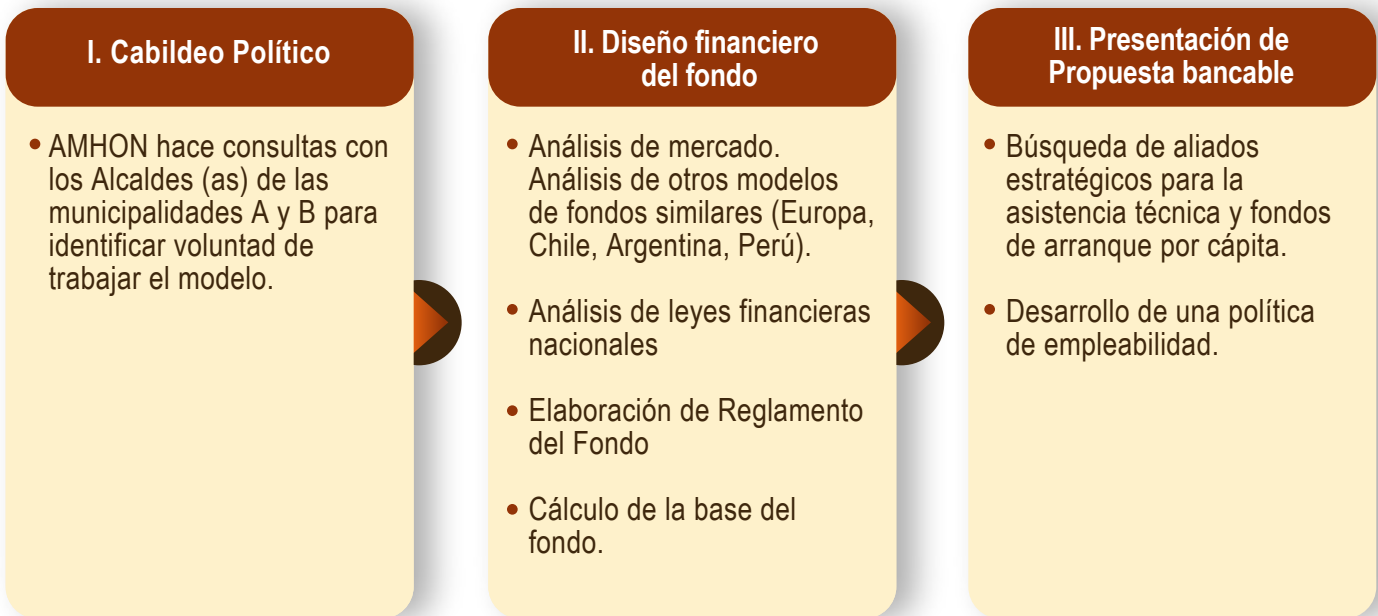 I. Cabildeo Político
• AMHON hace consultas con
los Alcaldes (as) de las
municipalidades A y B para
identificar voluntad de
trabajar el modelo.
II. Diseño financiero
del fondo
• Análisis de mercado.
Análisis de otros modelos
de fondos similares (Europa,
Chile, Argentina, Perú).
• Análisis de leyes financieras
nacionales
• Elaboración de Reglamento
del Fondo
• Cálculo de la base del
fondo.
III. Presentación de
Propuesta bancable
• Búsqueda de aliados
estratégicos para la
asistencia técnica y fondos
de arranque por cápita.
• Desarrollo de una política
de empleabilidad.